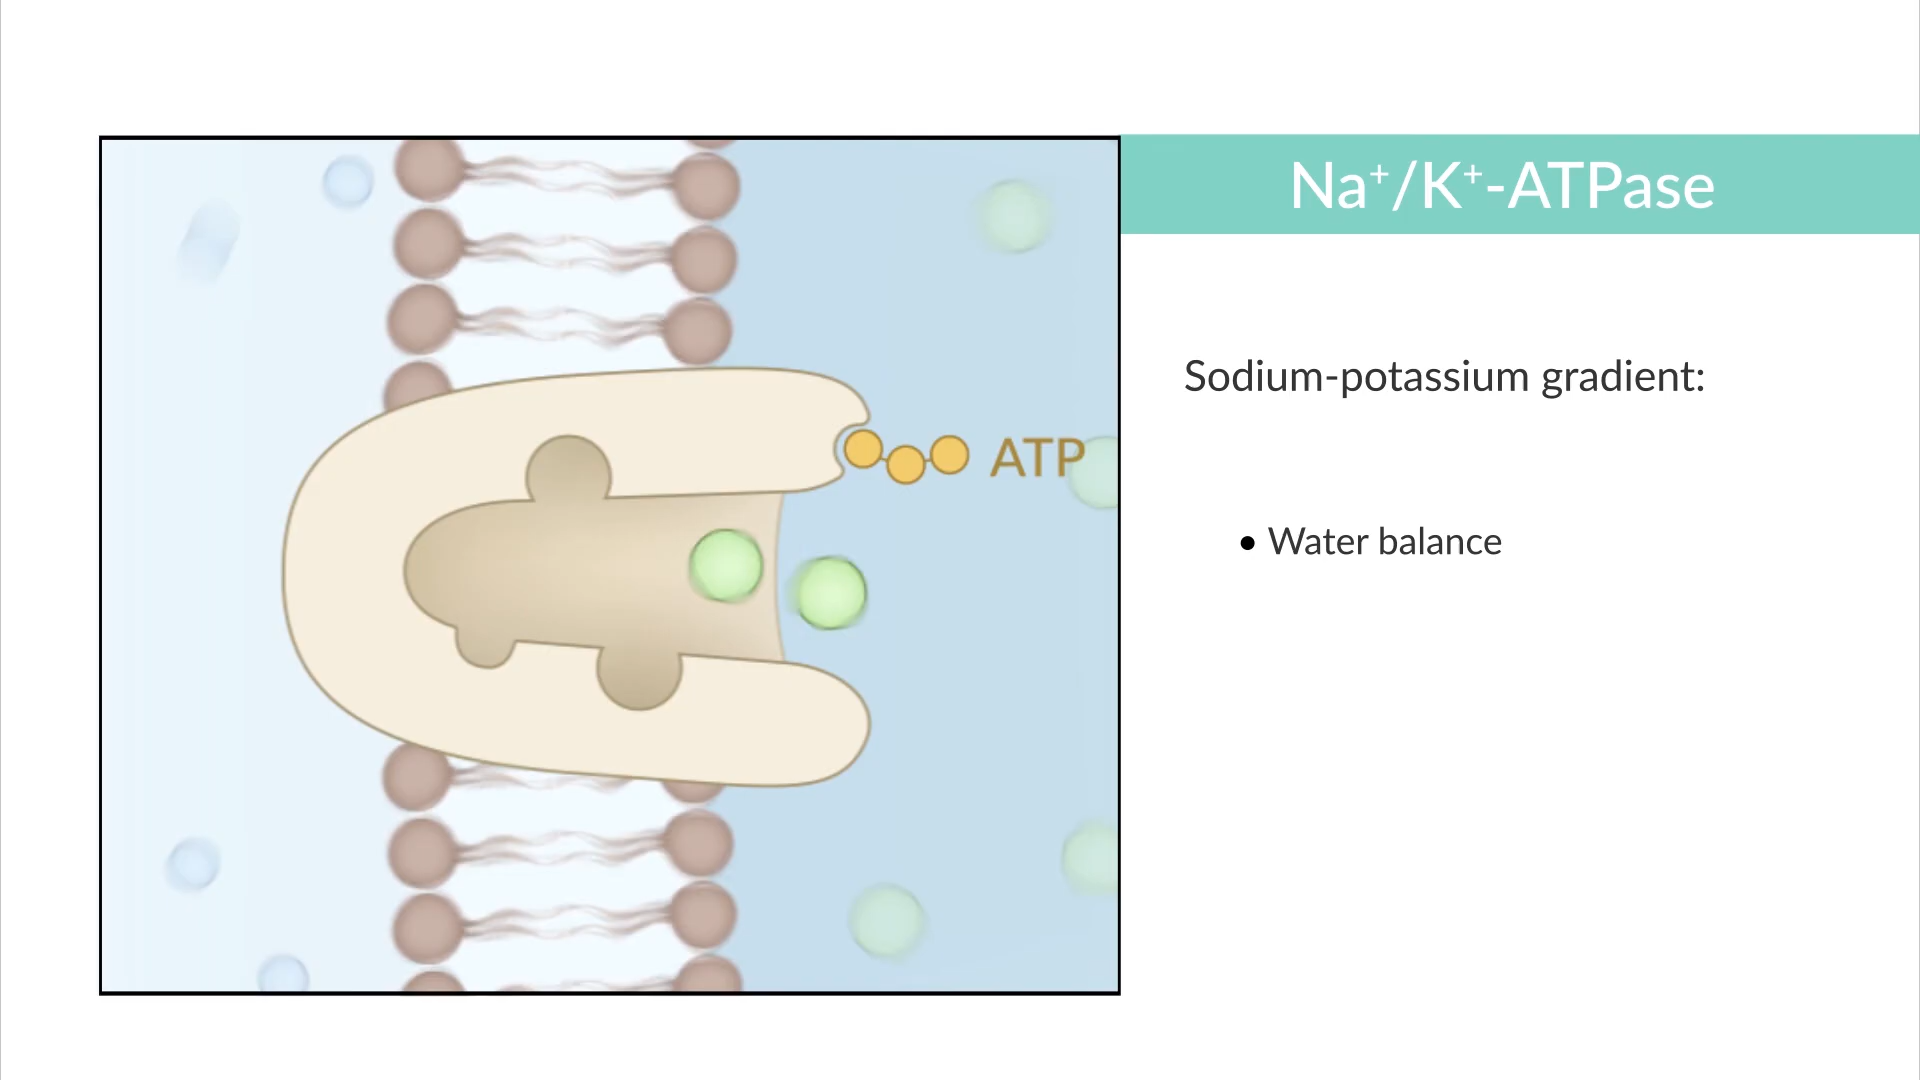 Na⁺/K⁺-ATPase
ATP
Sodium-potassium gradient:
• Water balance